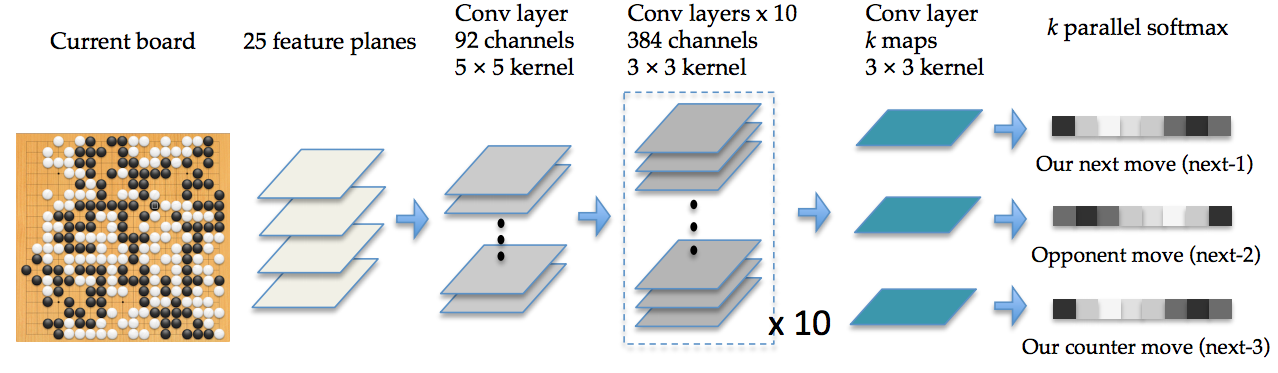 Current board
25 feature planes
Conv layer
92 channels
5 × 5 kernel
Conv layers x 10
384 channels
3 × 3 kernel
Conv layer
k maps
3 × 3 kernel
k parallel softmax
Our next move (next-1)
Opponent move (next-2)
Our counter move (next-3)
x 10